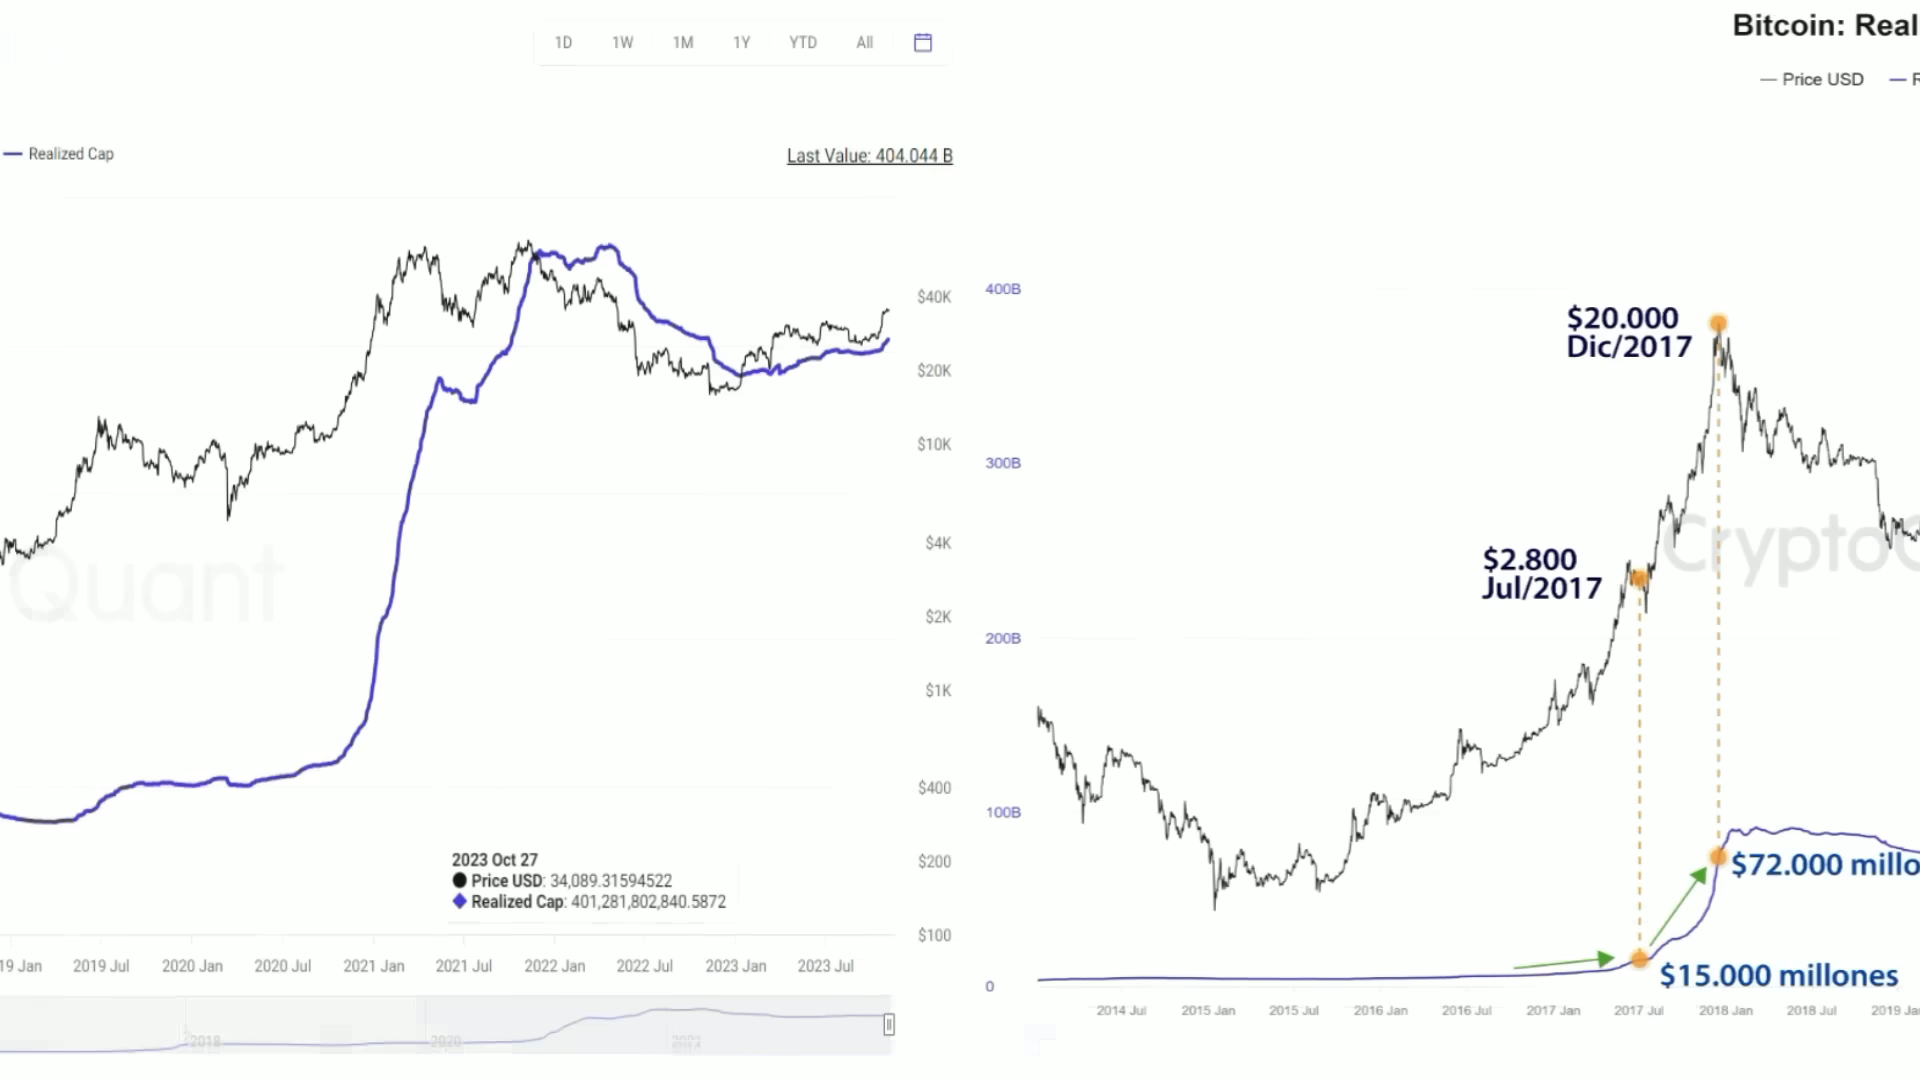 1D 1W 1M 1Y YTD All
Realized Cap
Last Value: 404.044 B
$40K
$20K
$10K
$4K
$2K
$1K
$400
$200
$100
Quant
2023 Oct 27
Price USD: 34,089.31594522
Realized Cap: 401,281,802,840.5872
19 Jan 2019 Jul 2020 Jan 2020 Jul 2021 Jan 2021 Jul 2022 Jan 2022 Jul 2023 Jan 2023 Jul
2018 2020
Bitcoin: Real
Price USD R
400B
300B
200B
100B
0
$20.000
Dic/2017
$2.800
Jul/2017
CryptoQ
$72.000 millo
$15.000 millones
2014 Jul 2015 Jan 2015 Jul 2016 Jan 2016 Jul 2017 Jan 2017 Jul 2018 Jan 2018 Jul 2019 Jan